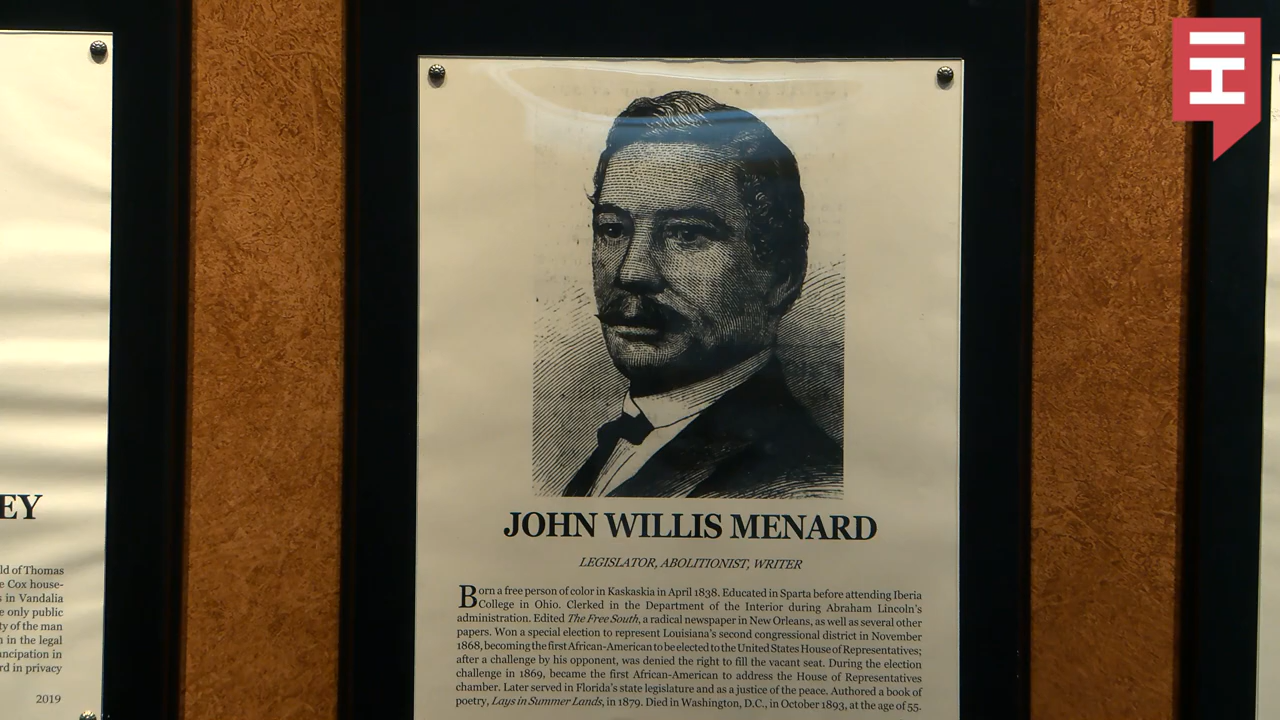 EY
ld of Thomas
e Cox house-
s in Vandalia
e only public
ty of the man
n in the legal
ancipation in
rd in privacy
2019
JOHN WILLIS MENARD
LEGISLATOR, ABOLITIONIST, WRITER
Born a free person of color in Kaskaskia in April 1838. Educated in Sparta before attending Iberia
College in Ohio. Clerked in the Department of the Interior during Abraham Lincoln's
administration. Edited The Free South, a radical newspaper in New Orleans, as well as several other
papers. Won a special election to represent Louisiana's second congressional district in November
1868, becoming the first African-American to be elected to the United States House of Representatives;
after a challenge by his opponent, was denied the right to fill the vacant seat. During the election
challenge in 1869, became the first African-American to address the House of Representatives
chamber. Later served in Florida's state legislature and as a justice of the peace. Authored a book of
poetry, Lays in Summer Lands, in 1879. Died in Washington, D.C., in October 1893, at the age of 55.